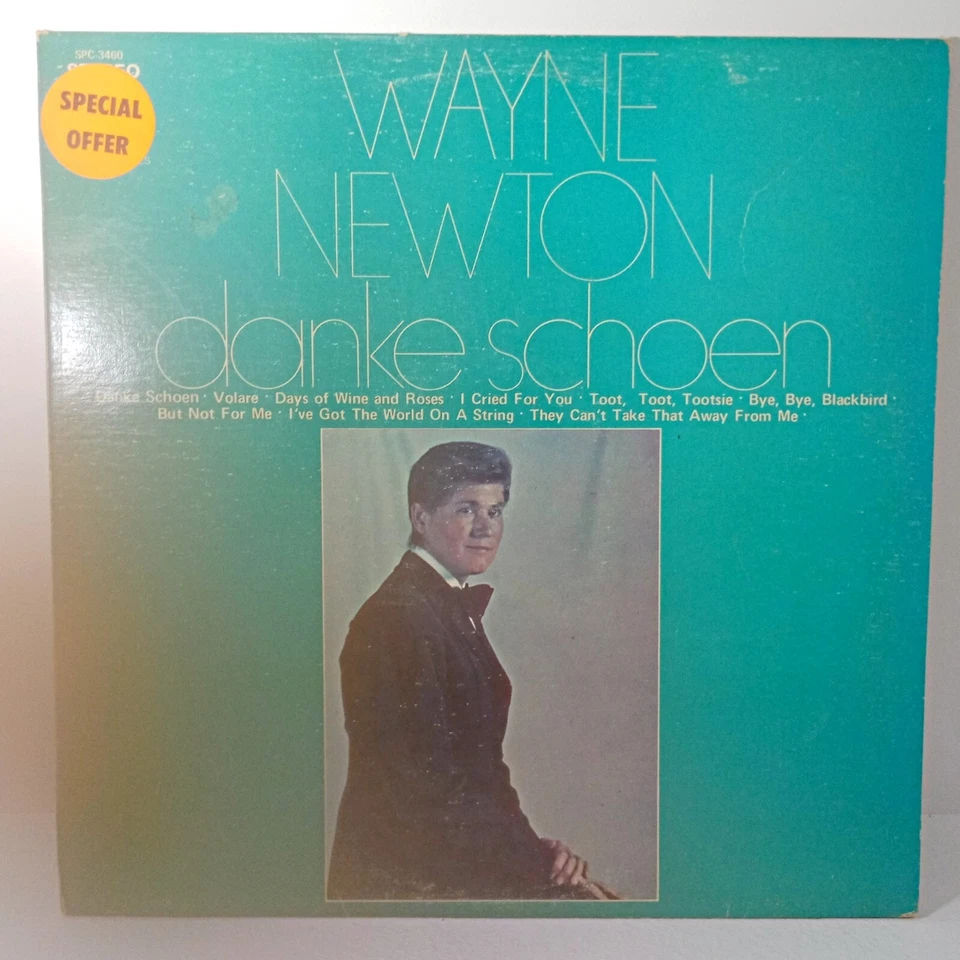 SPC-3460
SPECIAL
OFFER
WAYNE
NEWTON
danke schoen
Danke Schoen · Volare · Days of Wine and Roses · I Cried For You · Toot, Toot, Tootsie · Bye, Bye, Blackbird ·
But Not For Me · I've Got The World On A String · They Can't Take That Away From Me ·